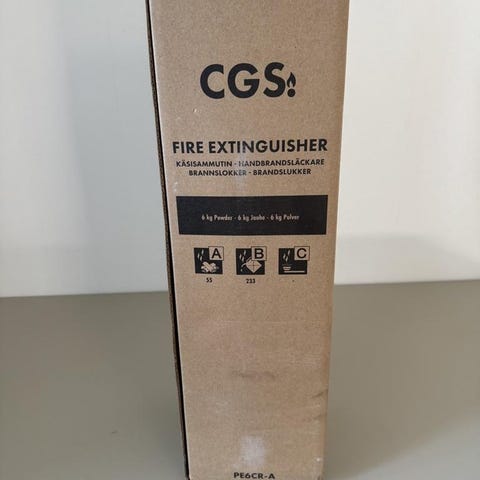 CGS
FIRE EXTINGUISHER
KÄSISAMMUTIN - HANDBRANDSLÄCKARE
BRANNSLOKKER - BRANDSLUKKER
6 kg Powder - 6 kg Jauhe - 6 kg Pulver
A B C
55 233
PE6CR-A